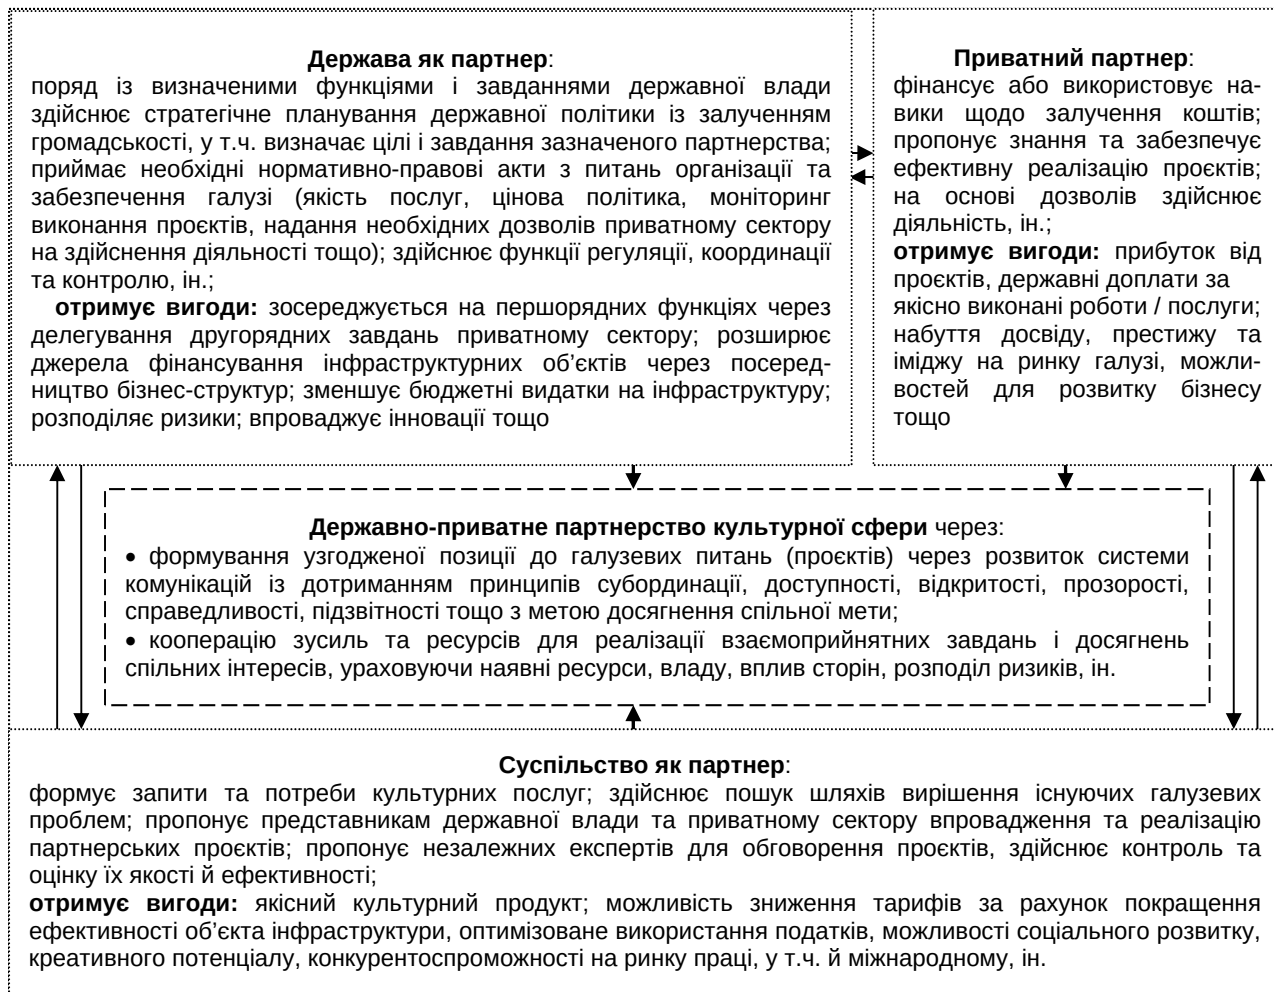 Держава як партнер:
поряд із визначеними функціями і завданнями державної влади
здійснює стратегічне планування державної політики із залученням
громадськості, у т.ч. визначає цілі і завдання зазначеного партнерства;
приймає необхідні нормативно-правові акти з питань організації та
забезпечення галузі (якість послуг, цінова політика, моніторинг
виконання проєктів, надання необхідних дозволів приватному сектору
на здійснення діяльності тощо); здійснює функції регуляції, координації
та контролю, ін.;
отримує вигоди: зосереджується на першорядних функціях через
делегування другорядних завдань приватному сектору; розширює
джерела фінансування інфраструктурних об’єктів через посеред-
ництво бізнес-структур; зменшує бюджетні видатки на інфраструктуру;
розподіляє ризики; впроваджує інновації тощо
Приватний партнер:
фінансує або використовує на-
вики щодо залучення коштів;
пропонує знання та забезпечує
ефективну реалізацію проєктів;
на основі дозволів здійснює
діяльність, ін.;
отримує вигоди: прибуток від
проєктів, державні доплати за
якісно виконані роботи / послуги;
набуття досвіду, престижу та
іміджу на ринку галузі, можли-
востей для розвитку бізнесу
тощо
Державно-приватне партнерство культурної сфери через:
• формування узгодженої позиції до галузевих питань (проєктів) через розвиток системи
комунікацій із дотриманням принципів субординації, доступності, відкритості, прозорості,
справедливості, підзвітності тощо з метою досягнення спільної мети;
• кооперацію зусиль та ресурсів для реалізації взаємоприйнятних завдань і досягнень
спільних інтересів, ураховуючи наявні ресурси, владу, вплив сторін, розподіл ризиків, ін.
Суспільство як партнер:
формує запити та потреби культурних послуг; здійснює пошук шляхів вирішення існуючих галузевих
проблем; пропонує представникам державної влади та приватному сектору впровадження та реалізацію
партнерських проєктів; пропонує незалежних експертів для обговорення проєктів, здійснює контроль та
оцінку їх якості й ефективності;
отримує вигоди: якісний культурний продукт; можливість зниження тарифів за рахунок покращення
ефективності об’єкта інфраструктури, оптимізоване використання податків, можливості соціального розвитку,
креативного потенціалу, конкурентоспроможності на ринку праці, у т.ч. й міжнародному, ін.